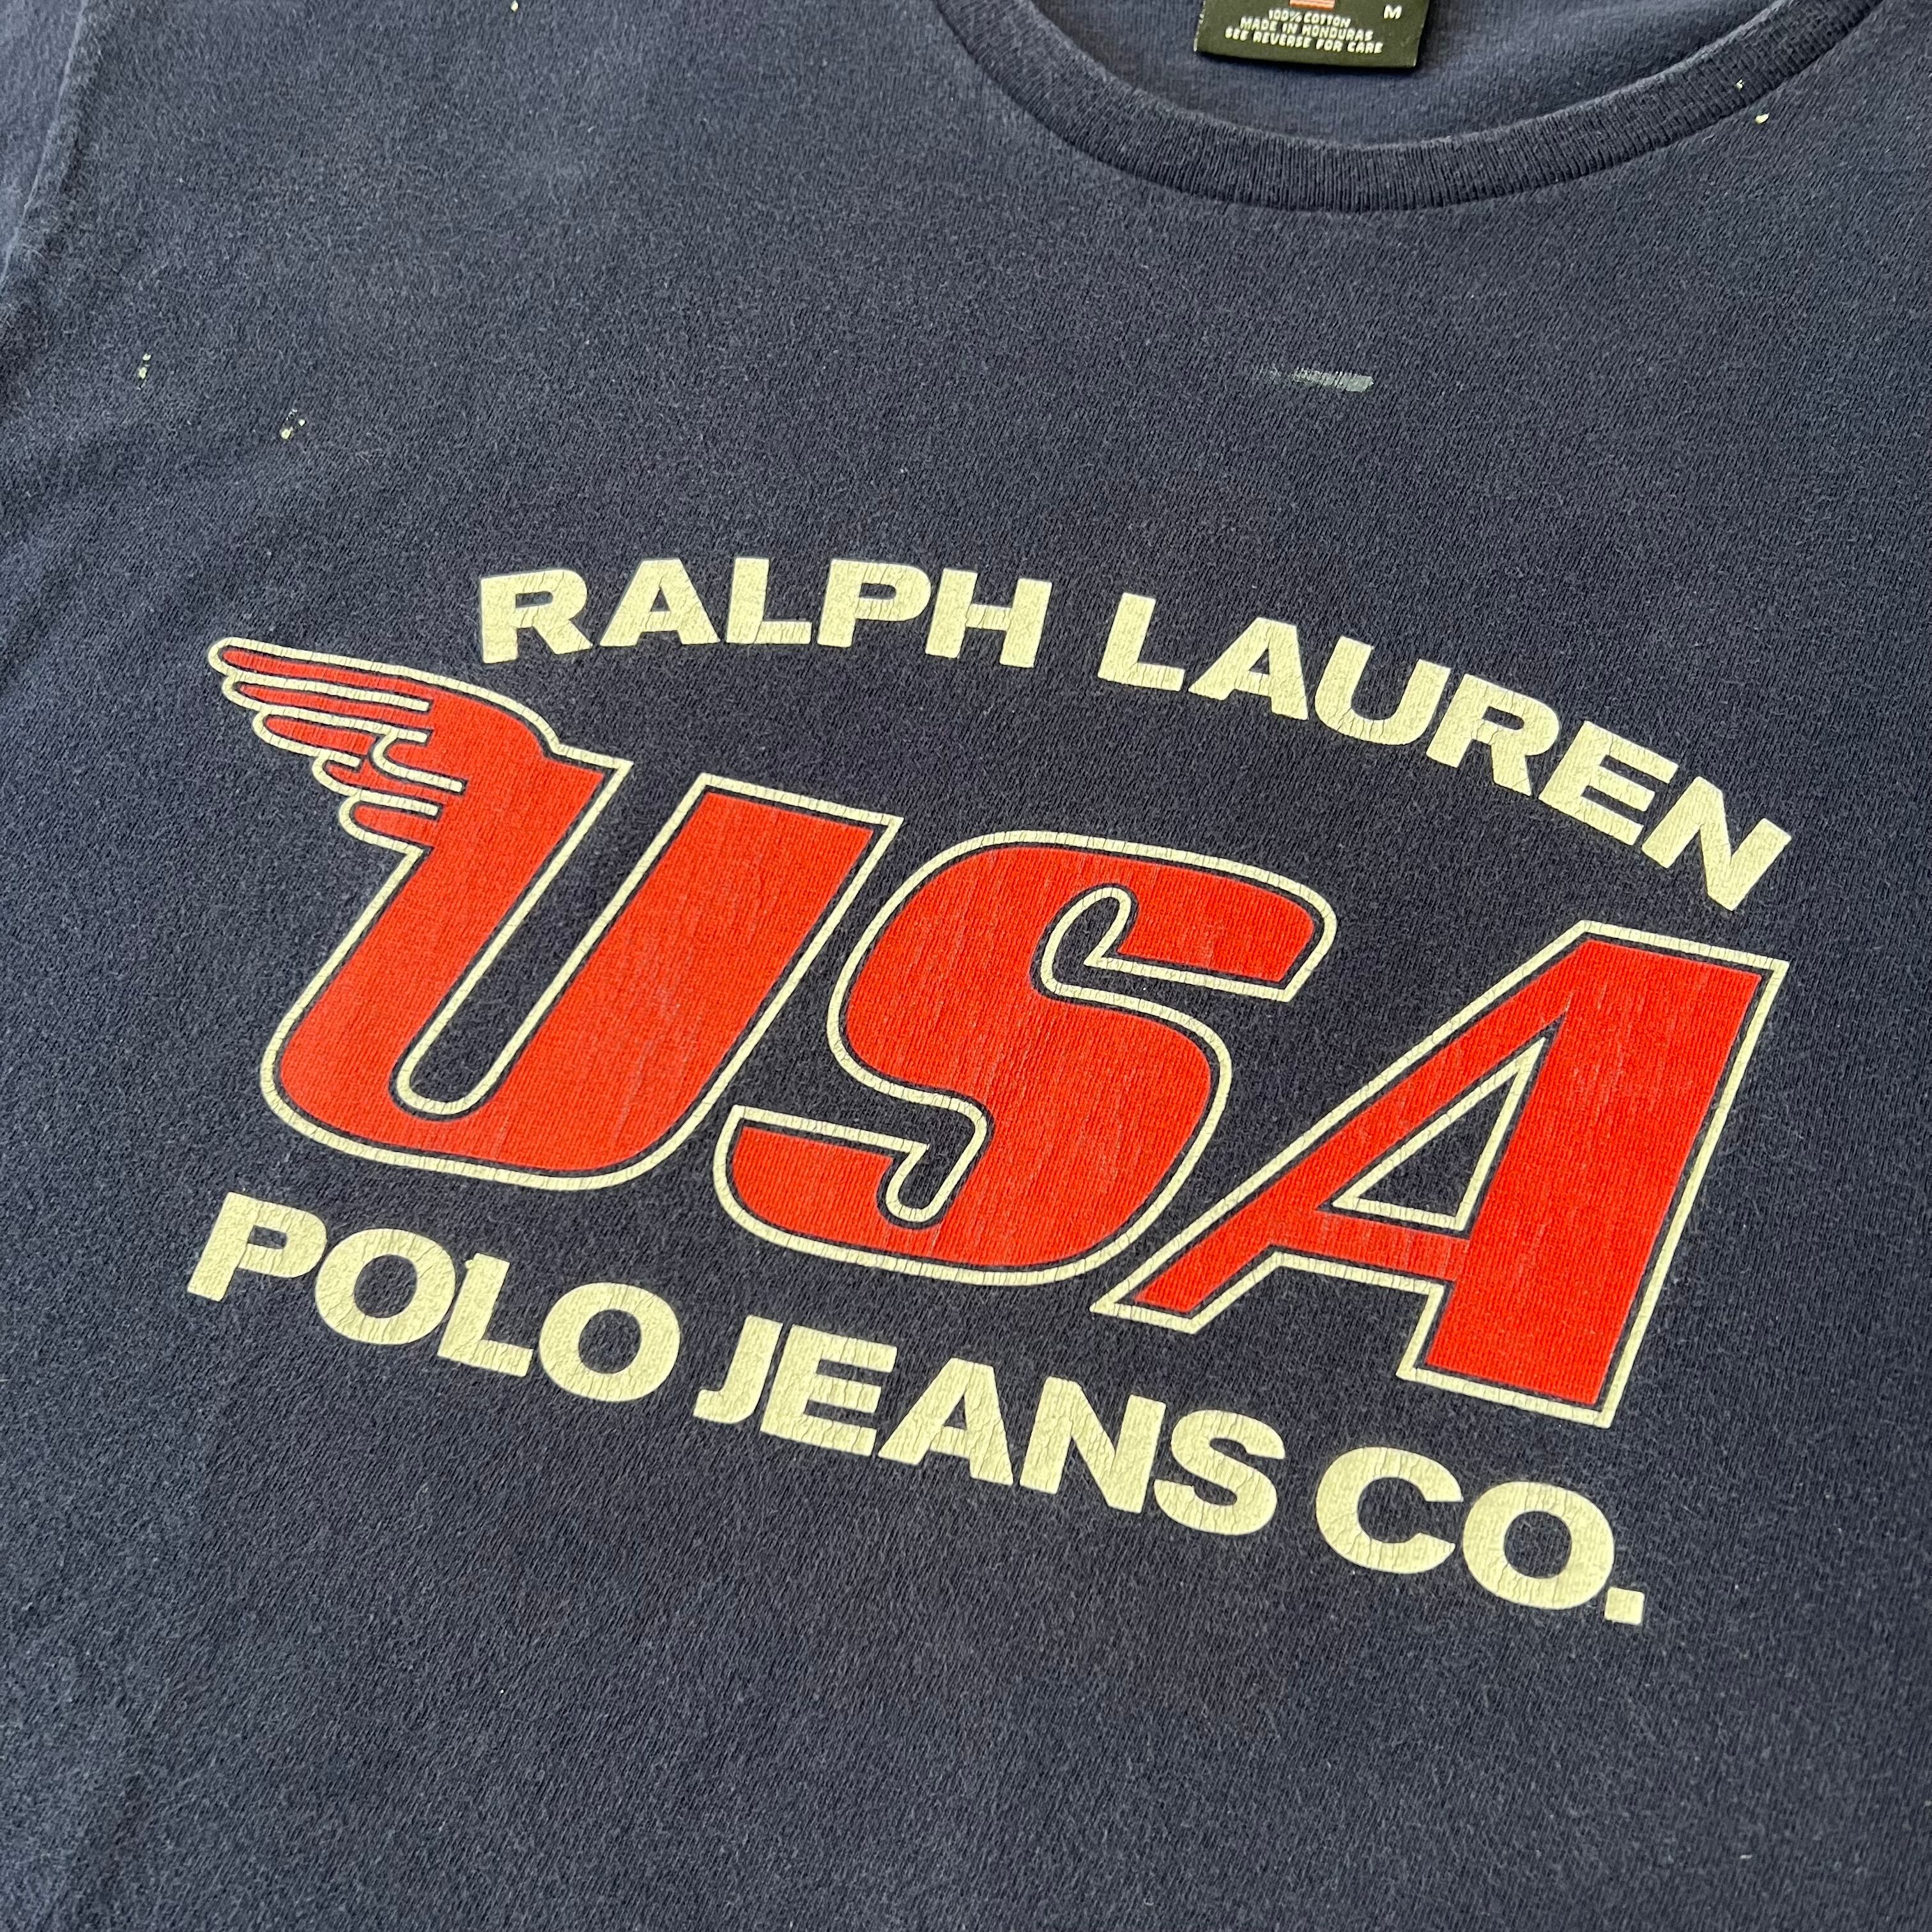 M
100% COTTON
MADE IN HONDURAS
SEE REVERSE FOR CARE
RALPH LAUREN
USA
POLO JEANS CO.